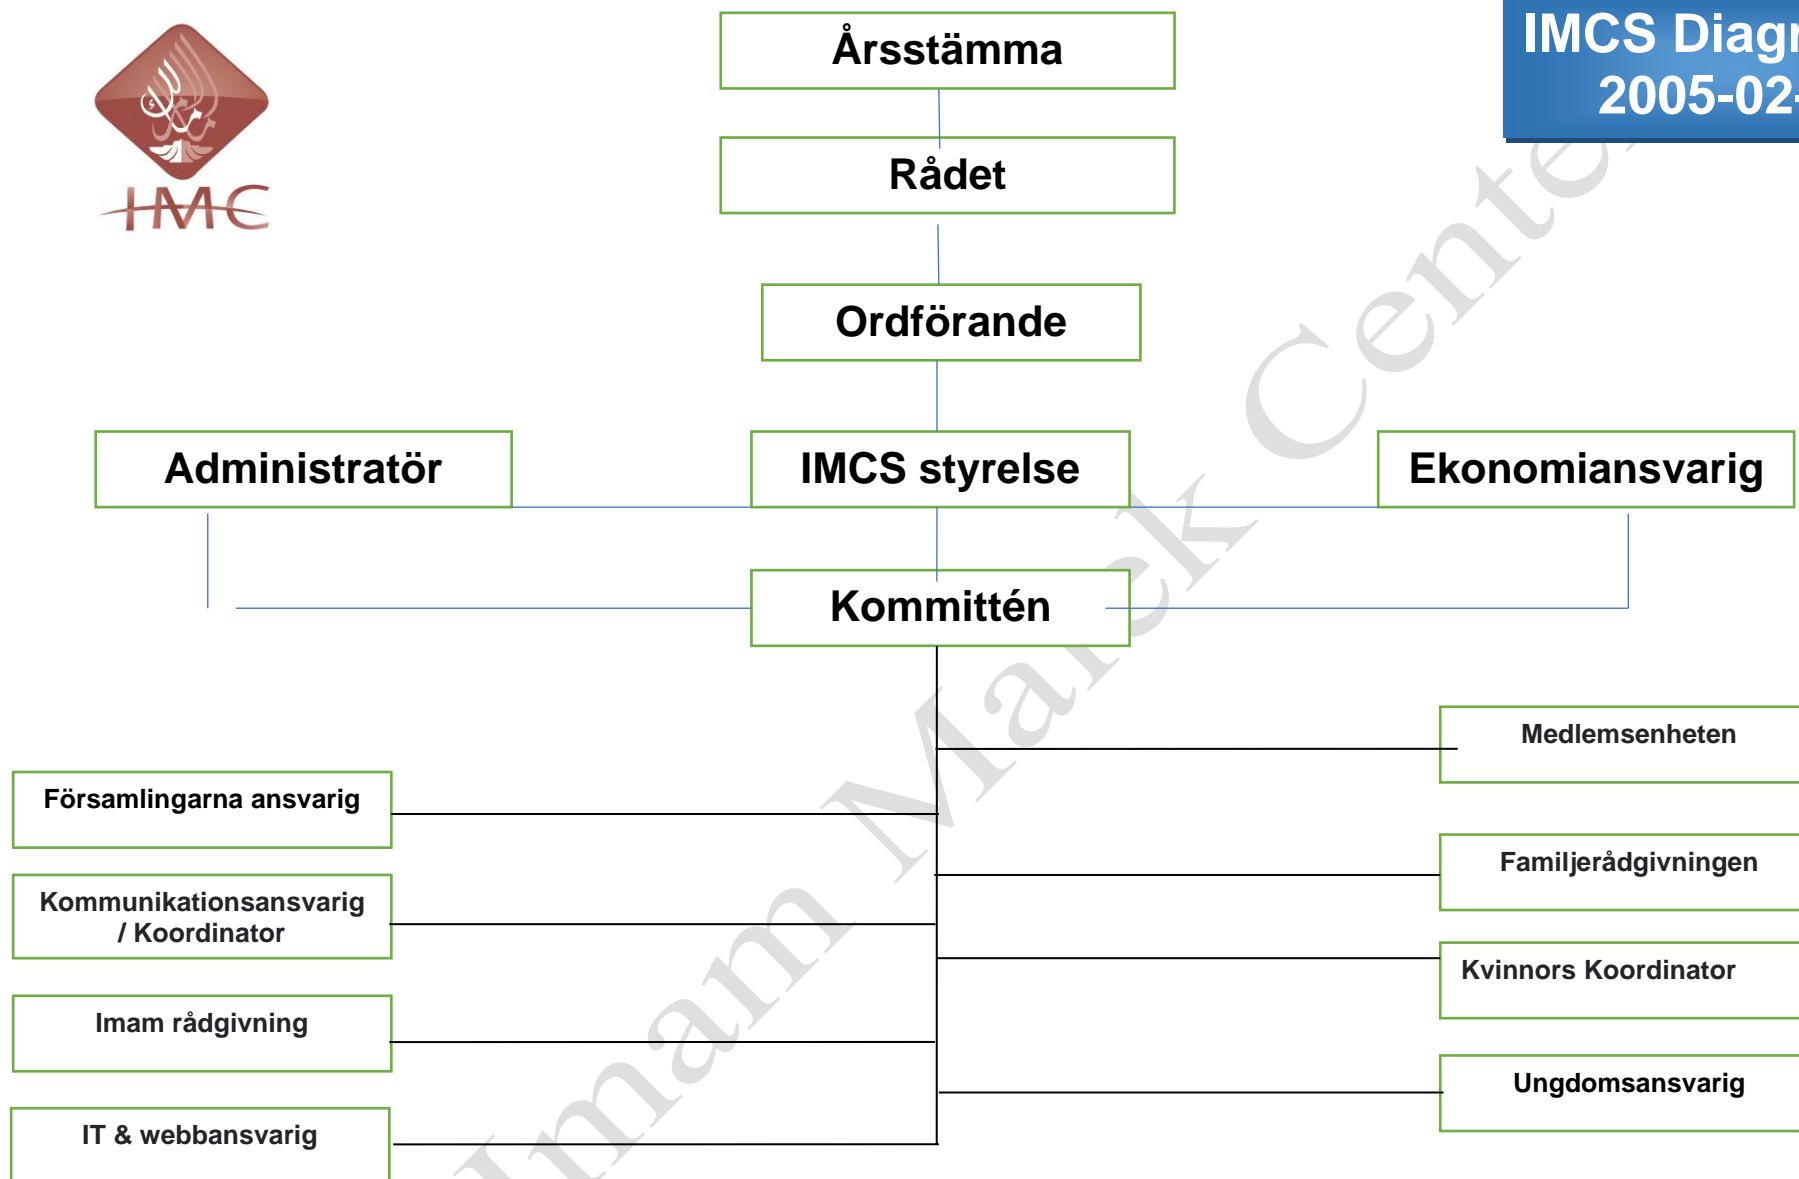 IMC
Årsstämma
IMCS
2005-02-
Rådet
Ordförande
Administratör
IMCS styrelse
Ekonomiansvarig
Kommittén
Medlemsenheten
Församlingarna ansvarig
Familjerådgivningen
Kommunikationsansvarig
/ Koordinator
Kvinnors Koordinator
Imam rådgivning
Ungdomsansvarig
IT & webbansvarig
Imam Malek Cente